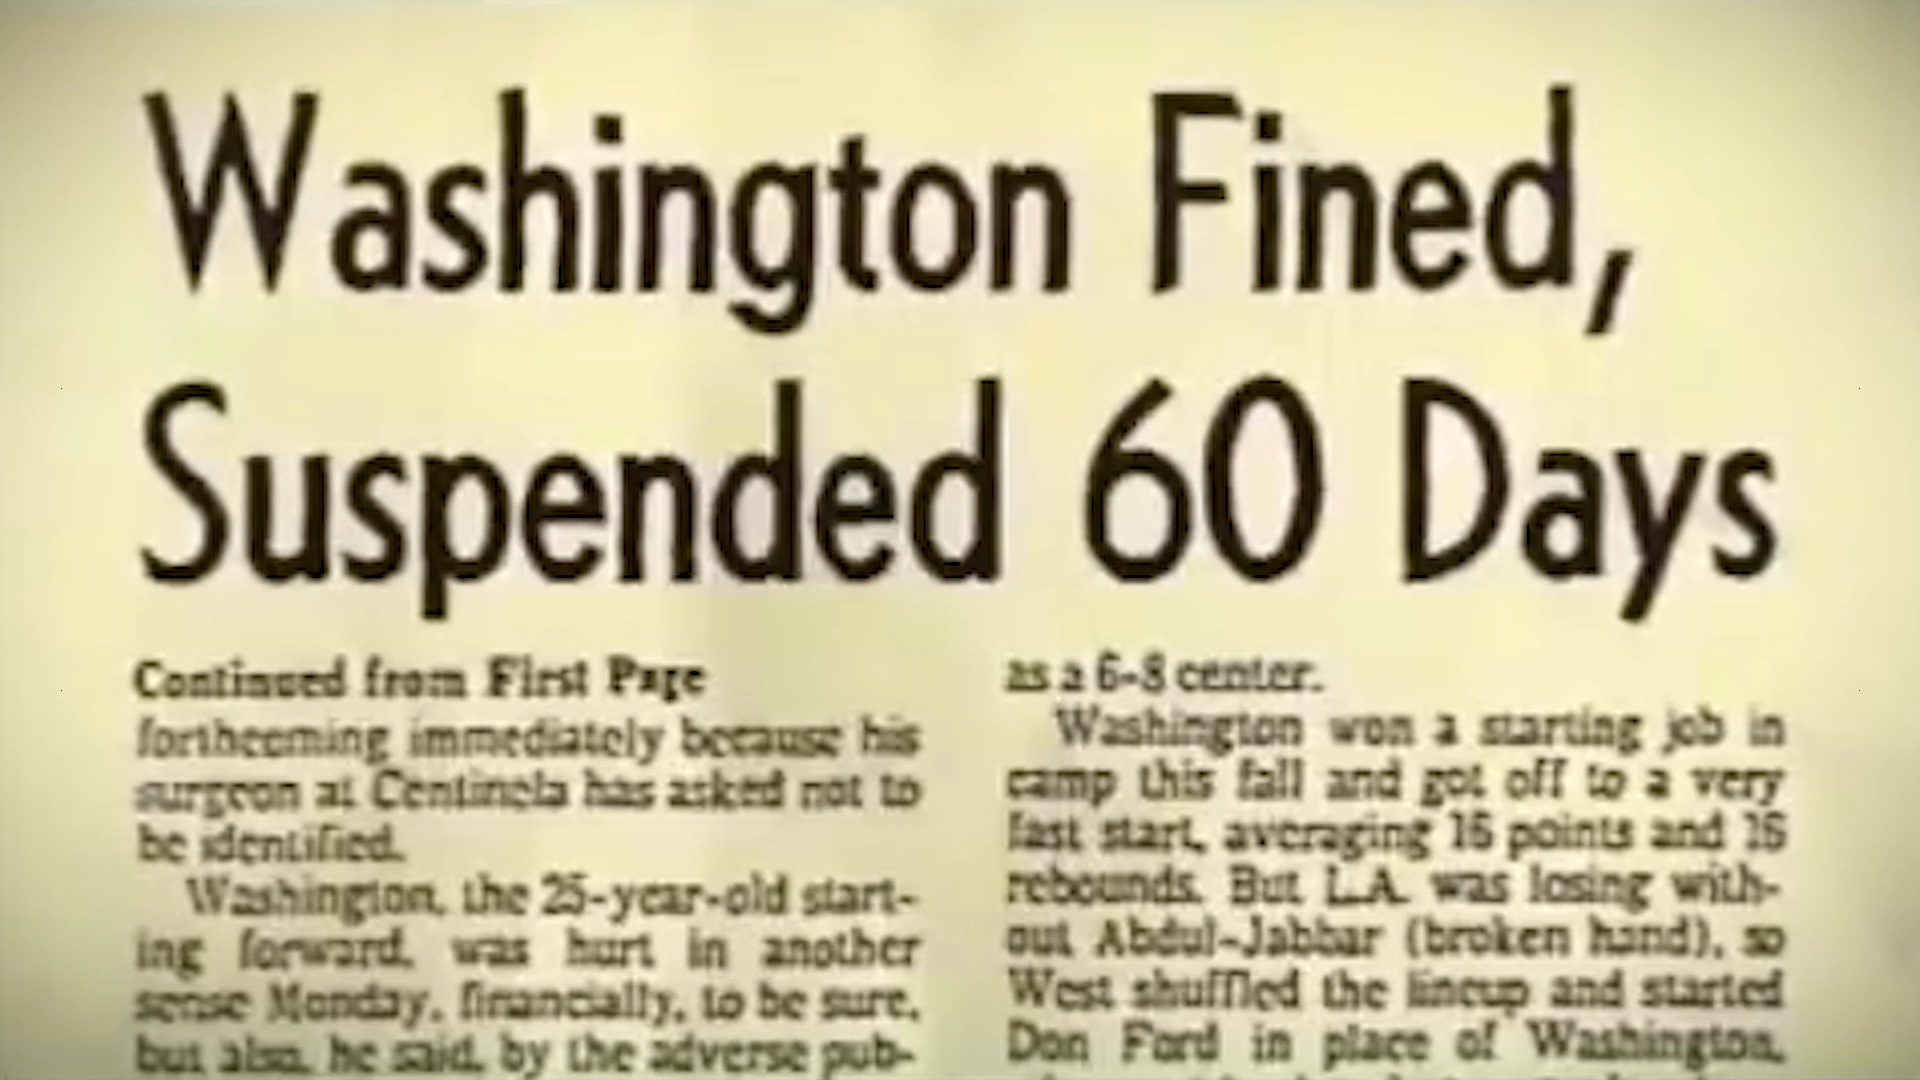 Washington Fined,
Suspended 60 Days
Continued from First Page
forthcoming immediately because his
surgeon at Centinela has asked not to
be identified.
Washington, the 25-year-old start-
ing forward, was hurt in another
sense Monday, financially, to be sure,
but also, he said, by the adverse pub-
as a 6-8 center.
Washington won a starting job in
camp this fall and got off to a very
fast start, averaging 16 points and 16
rebounds. But L.A. was losing with-
out Abdul-Jabbar (broken hand), so
West shuffled the lineup and started
Don Ford in place of Washington,